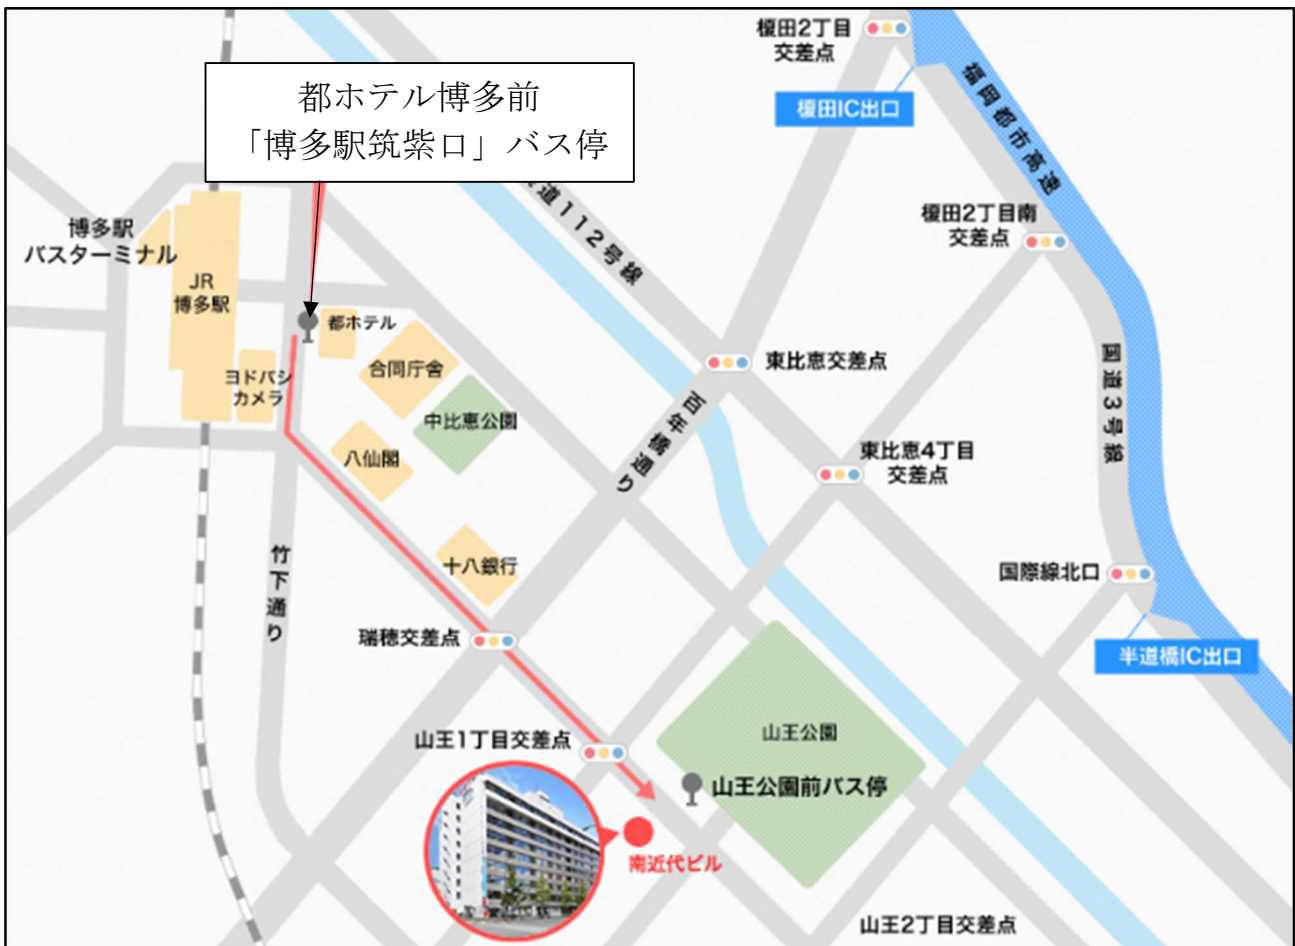 榎田2丁目
交差点
福岡都市高速
都ホテル博多前
「博多駅筑紫口」バス停
榎田IC出口
道112号線
榎田2丁目南
交差点
博多駅
バスターミナル
JR
博多駅
都ホテル
合同庁舎
ヨドバシ
カメラ
中比恵公園
東比恵交差点
国道3号線
百年橋通り
八仙閣
東比恵4丁目
交差点
十八銀行
竹下通り
国際線北口
瑞穂交差点
半道橋IC出口
山王1丁目交差点
山王公園
山王公園前バス停
南近代ビル
山王2丁目交差点